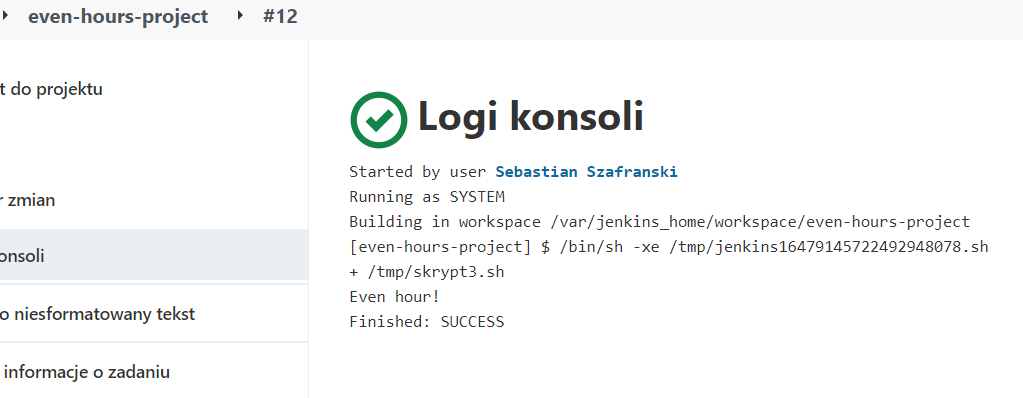 even-hours-project #12
t do projektu
Logi konsoli
Started by user Sebastian Szafranski
Running as SYSTEM
r zmian
Building in workspace /var/jenkins_home/workspace/even-hours-project
onsoli
[even-hours-project] $ /bin/sh -xe /tmp/jenkins16479145722492948078.sh
+ /tmp/skrypt3.sh
Even hour!
o niesformatowany tekst
Finished: SUCCESS
informacje o zadaniu